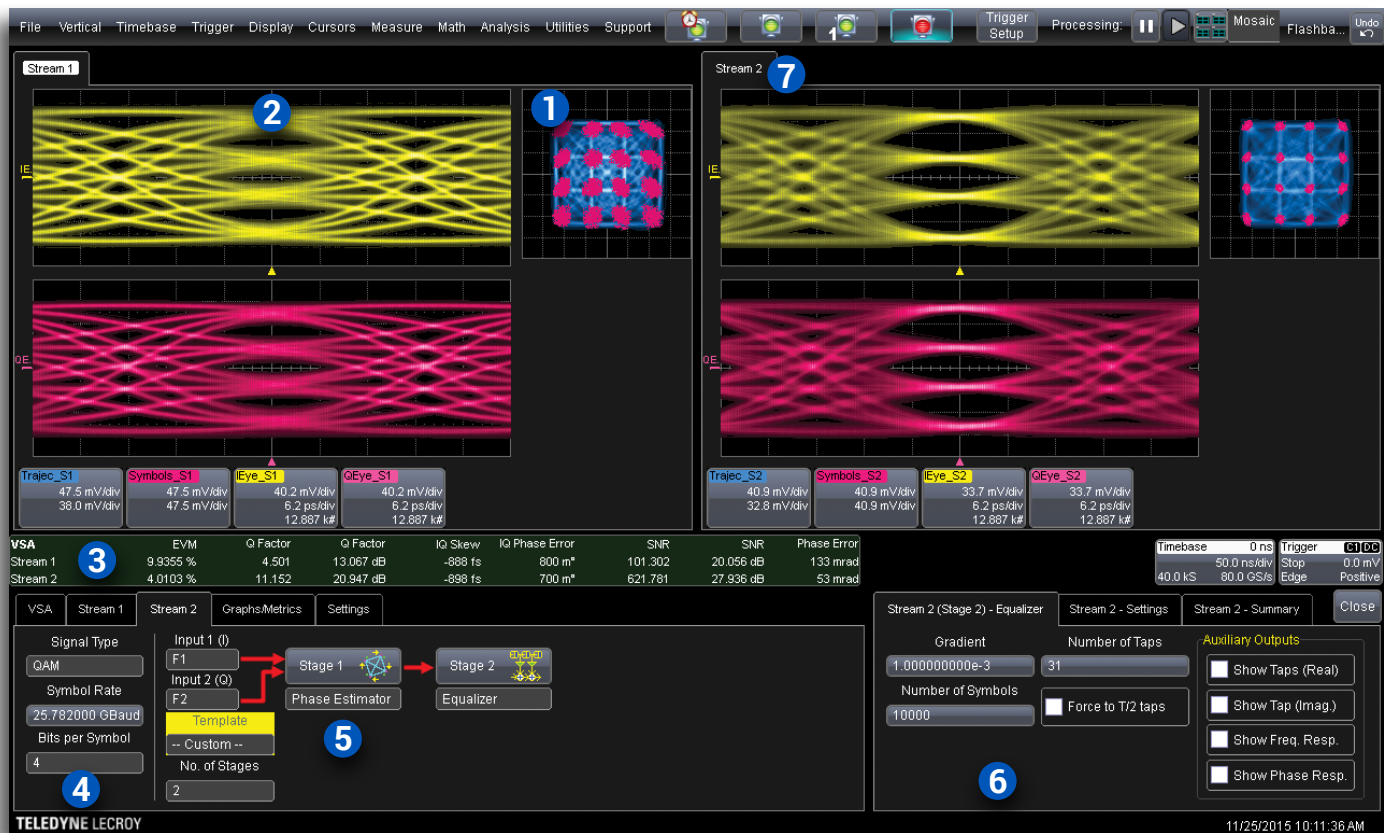 File Vertical Timebase Trigger Display Cursors Measure Math Analysis Utilities Support 1 Trigger Setup Processing: Mosaic Flashba... Undo
Stream 1
Stream 2
7
2
1
IE.
IE.
QE.
QE.
Trajec_S1 Symbols_S1 IEye_S1 QEye_S1
47.5 mV/div 47.5 mV/div 40.2 mV/div 40.2 mV/div
38.0 mV/div 47.5 mV/div 6.2 ps/div 6.2 ps/div
12.887 k# 12.887 k#
Trajec_S2 Symbols_S2 IEye_S2 QEye_S2
40.9 mV/div 40.9 mV/div 33.7 mV/div 33.7 mV/div
32.8 mV/div 40.9 mV/div 6.2 ps/div 6.2 ps/div
12.887 k# 12.887 k#
VSA EVM Q Factor Q Factor IQ Skew IQ Phase Error SNR SNR Phase Error
Stream 1 9.9355 % 4.501 13.067 dB -888 fs 800 m° 101.302 20.056 dB 133 mrad
Stream 2 4.0103 % 11.152 20.947 dB -898 fs 700 m° 621.781 27.936 dB 53 mrad
3
Timebase 0 ns
50.0 ns/div
40.0 kS 80.0 GS/s
Trigger C1 DC
Stop 0.0 mV
Edge Positive
VSA Stream 1 Stream 2 Graphs/Metrics Settings
Signal Type
QAM
Symbol Rate
25.782000 GBaud
Bits per Symbol
4
4
Input 1 (I)
F1
Input 2 (Q)
F2
Template
-- Custom --
No. of Stages
2
Stage 1
Phase Estimator
Stage 2
Equalizer
5
Stream 2 (Stage 2) - Equalizer Stream 2 - Settings Stream 2 - Summary Close
Gradient
1.000000000e-3
Number of Symbols
10000
Number of Taps
31
Force to T/2 taps
6
Auxiliary Outputs
Show Taps (Real)
Show Tap (Imag.)
Show Freq. Resp.
Show Phase Resp.
TELEDYNE LECROY
11/25/2015 10:11:36 AM